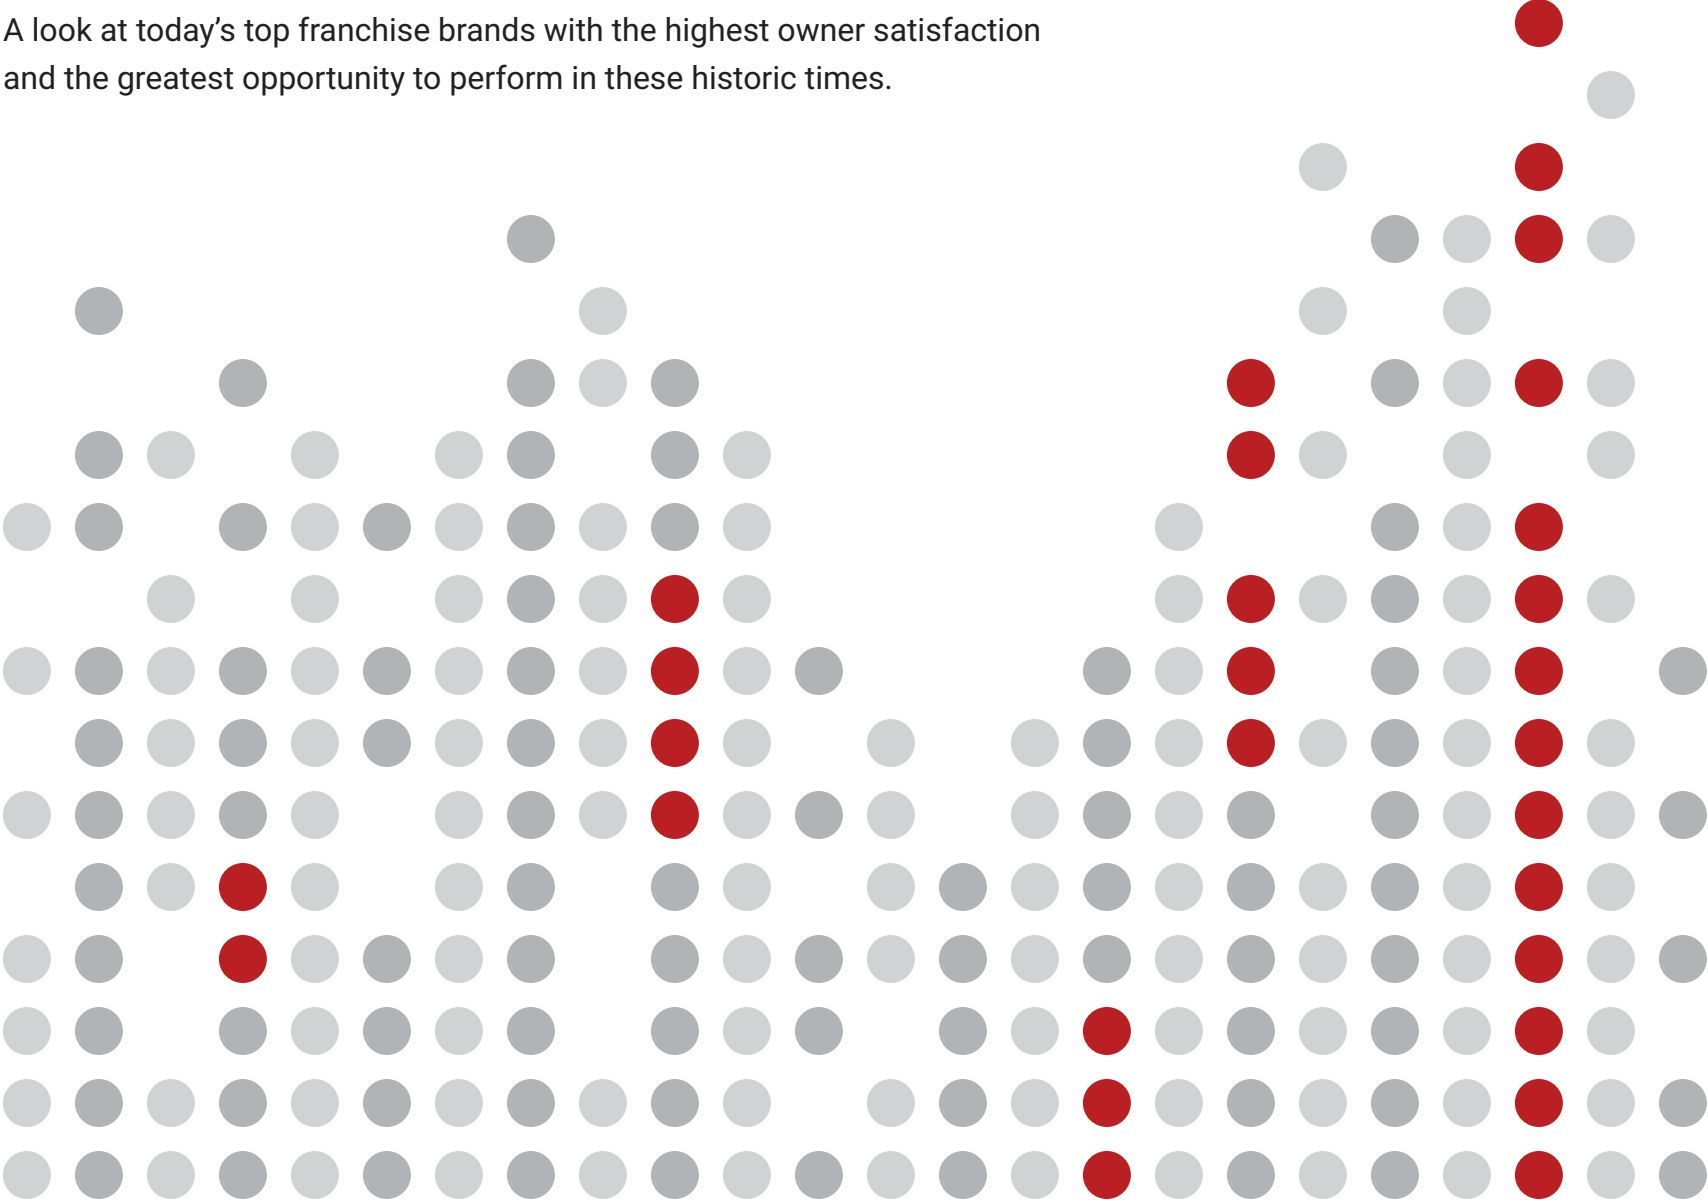 A look at today’s top franchise brands with the highest owner satisfaction
and the greatest opportunity to perform in these historic times.